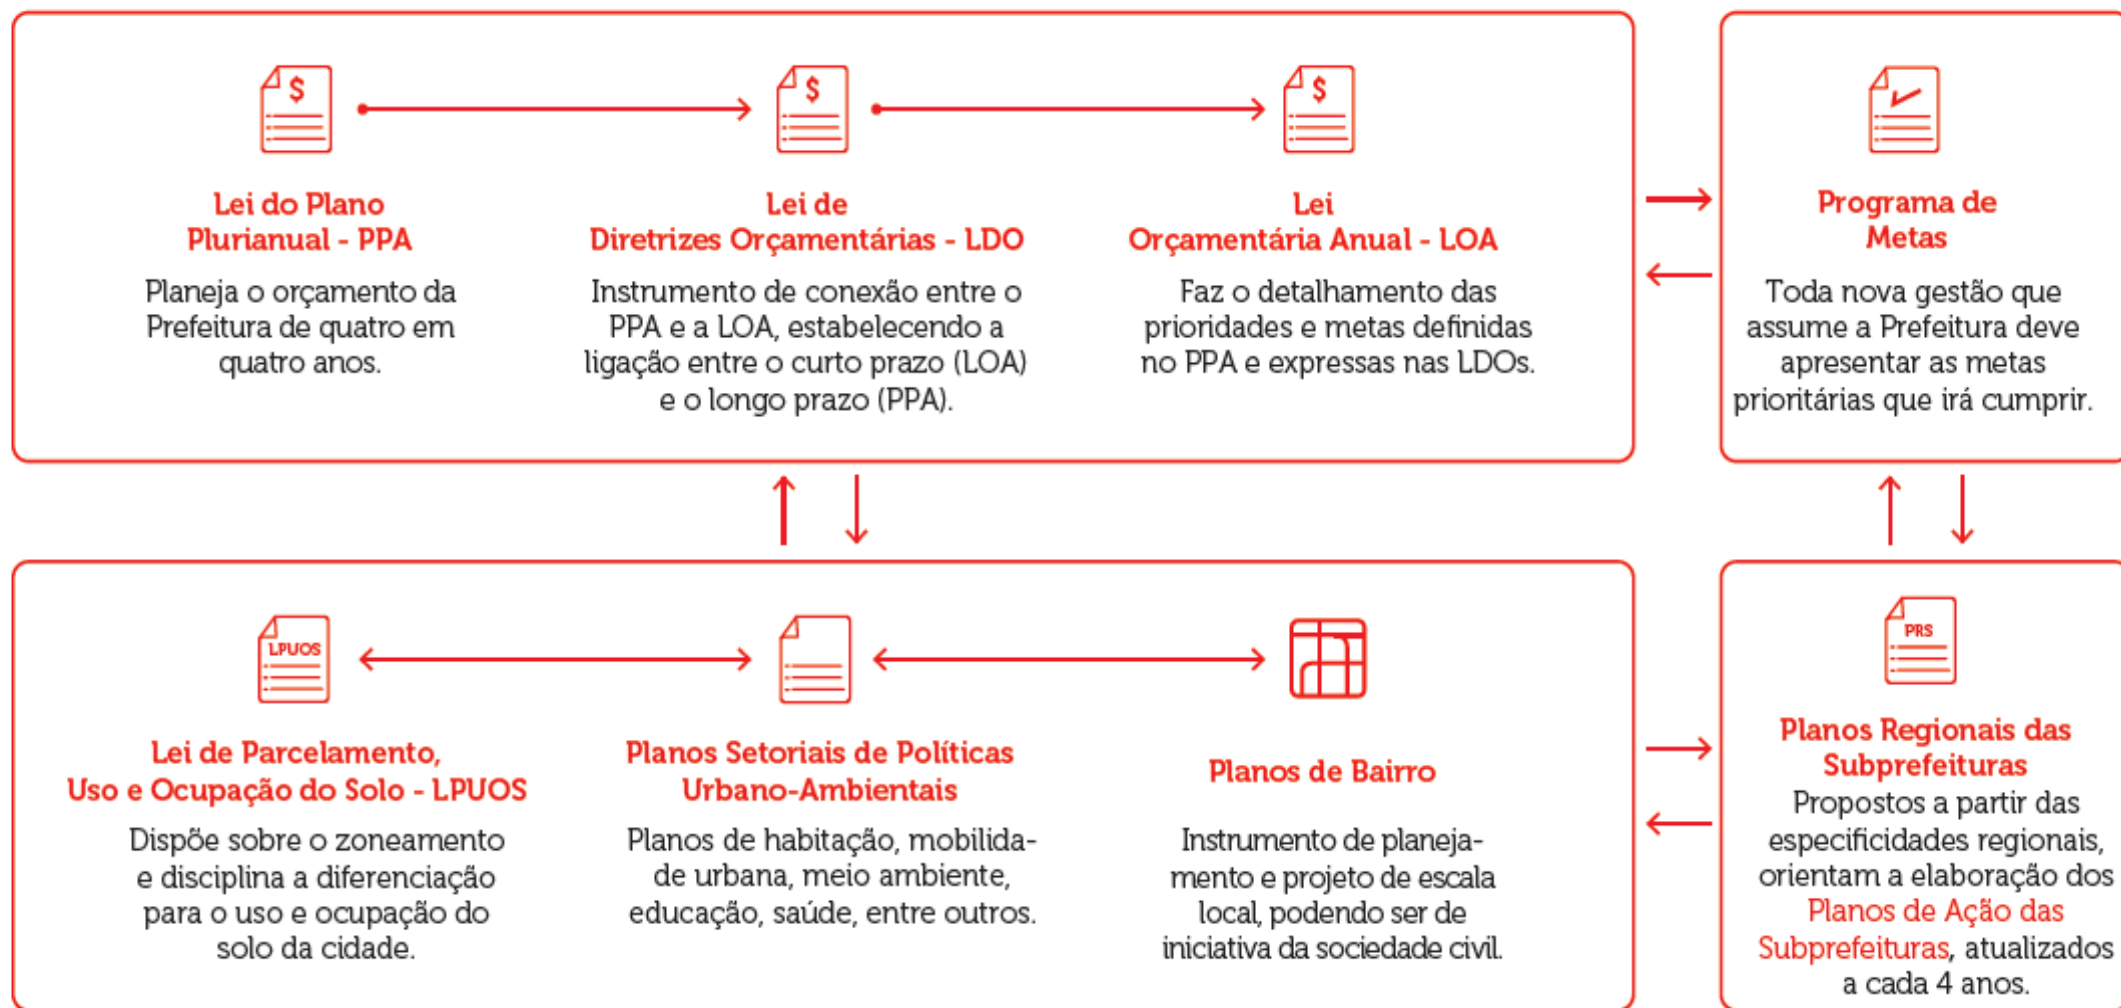 $
Lei do Plano
Plurianual - PPA
Planeja o orçamento da
Prefeitura de quatro em
quatro anos.
$
Lei de
Diretrizes Orçamentárias - LDO
Instrumento de conexão entre o
PPA e a LOA, estabelecendo a
ligação entre o curto prazo (LOA)
e o longo prazo (PPA).
$
Lei
Orçamentária Anual - LOA
Faz o detalhamento das
prioridades e metas definidas
no PPA e expressas nas LDOs.
Programa de
Metas
Toda nova gestão que
assume a Prefeitura deve
apresentar as metas
prioritárias que irá cumprir.
LPUOS
Lei de Parcelamento,
Uso e Ocupação do Solo - LPUOS
Dispõe sobre o zoneamento
e disciplina a diferenciação
para o uso e ocupação do
solo da cidade.
Planos Setoriais de Políticas
Urbano-Ambientais
Planos de habitação, mobilida-
de urbana, meio ambiente,
educação, saúde, entre outros.
Planos de Bairro
Instrumento de planeja-
mento e projeto de escala
local, podendo ser de
iniciativa da sociedade civil.
PRS
Planos Regionais das
Subprefeituras
Propostos a partir das
especificidades regionais,
orientam a elaboração dos
Planos de Ação das
Subprefeituras, atualizados
a cada 4 anos.